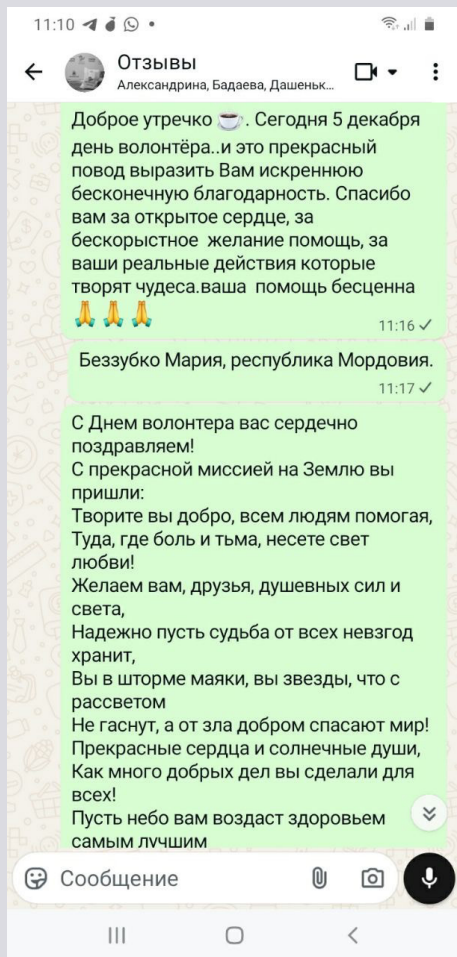 11:10
Отзывы
Александрина, Бадаева, Дашеньк...
Доброе утречко ☕. Сегодня 5 декабря
день волонтёра..и это прекрасный
повод выразить Вам искреннюю
бесконечную благодарность. Спасибо
вам за открытое сердце, за
бескорыстное желание помощь, за
ваши реальные действия которые
творят чудеса.ваша помощь бесценна
🙏🙏🙏
11:16
Беззубко Мария, республика Мордовия.
11:17
С Днем волонтера вас сердечно
поздравляем!
С прекрасной миссией на Землю вы
пришли:
Творите вы добро, всем людям помогая,
Туда, где боль и тьма, несете свет
любви!
Желаем вам, друзья, душевных сил и
света,
Надежно пусть судьба от всех невзгод
хранит,
Вы в шторме маяки, вы звезды, что с
рассветом
Не гаснут, а от зла добром спасают мир!
Прекрасные сердца и солнечные души,
Как много добрых дел вы сделали для
всех!
Пусть небо вам воздаст здоровьем
самым лучшим
Сообщение